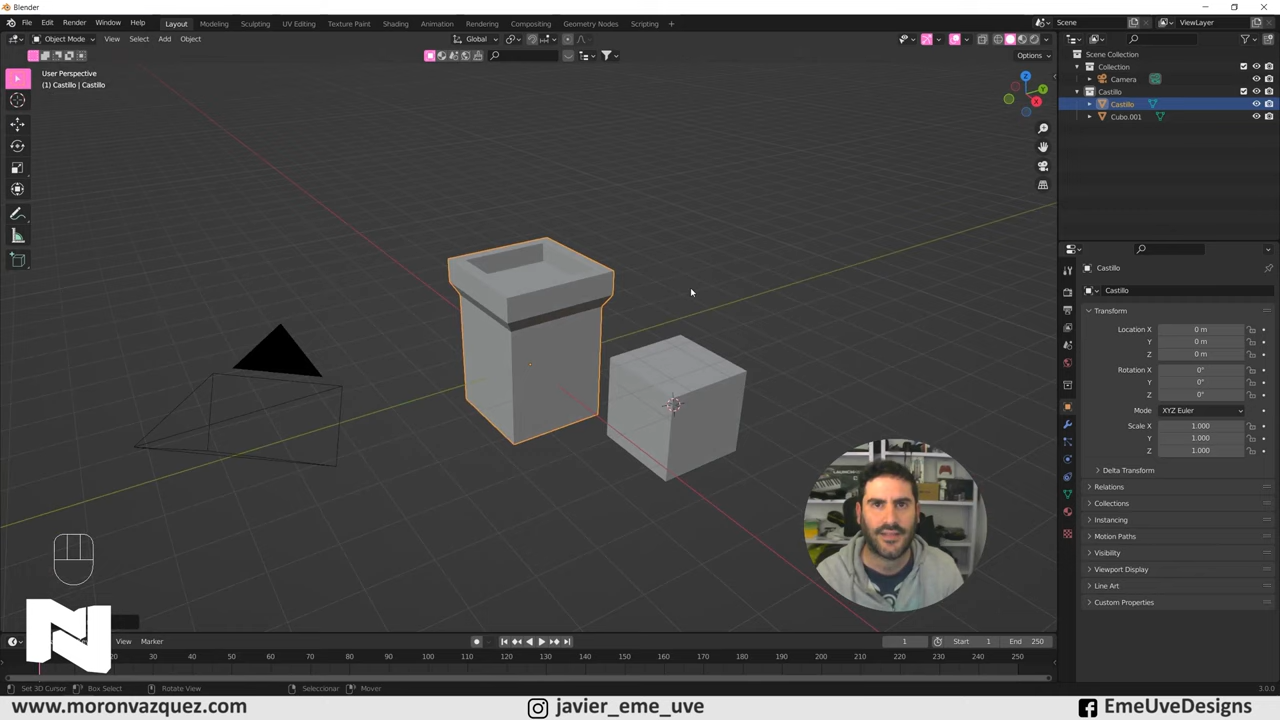 Blender
File Edit Render Window Help Layout Modeling Sculpting UV Editing Texture Paint Shading Animation Rendering Compositing Geometry Nodes Scripting + Scene ViewLayer
Object Mode View Select Add Object Global
Options
User Perspective
(1) Castillo | Castillo
Scene Collection
Collection
Camera
Castillo
Castillo
Cubo.001
Castillo
Castillo
Transform
Location X 0 m
Y 0 m
Z 0 m
Rotation X 0°
Y 0°
Z 0°
Mode XYZ Euler
Scale X 1.000
Y 1.000
Z 1.000
Delta Transform
Relations
Collections
Instancing
Motion Paths
Visibility
Viewport Display
Line Art
Custom Properties
View Marker 1 Start 1 End 250
20 30 40 50 60 70 80 90 100 110 120 130 140 150 160 170 180 190 200 210 220 230 240 250
Set 3D Cursor Box Select Rotate View Seleccionar Mover 3.0.0
www.moronvazquez.com javier_eme_uve EmeUveDesigns